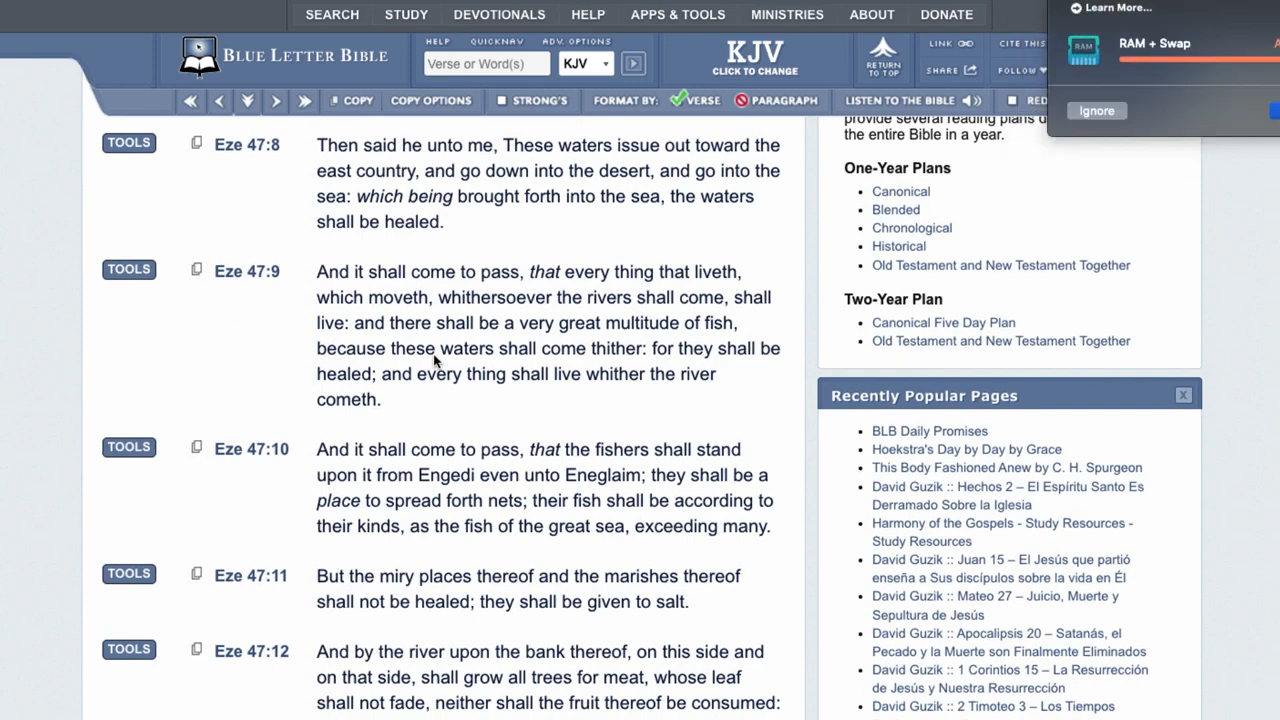 SEARCH STUDY DEVOTIONALS HELP APPS & TOOLS MINISTRIES ABOUT DONATE
Learn More...
RAM
RAM + Swap
Ignore
BLUE LETTER BIBLE
HELP QUICKNAV ADV. OPTIONS
Verse or Word(s)
KJV
KJV
CLICK TO CHANGE
RETURN
TO TOP
LINK CITE THIS
SHARE FOLLOW
COPY COPY OPTIONS STRONG'S FORMAT BY: VERSE PARAGRAPH LISTEN TO THE BIBLE RED
TOOLS Eze 47:8
Then said he unto me, These waters issue out toward the
east country, and go down into the desert, and go into the
sea: which being brought forth into the sea, the waters
shall be healed.
TOOLS Eze 47:9
And it shall come to pass, that every thing that liveth,
which moveth, whithersoever the rivers shall come, shall
live: and there shall be a very great multitude of fish,
because these waters shall come thither: for they shall be
healed; and every thing shall live whither the river
cometh.
TOOLS Eze 47:10
And it shall come to pass, that the fishers shall stand
upon it from Engedi even unto Eneglaim; they shall be a
place to spread forth nets; their fish shall be according to
their kinds, as the fish of the great sea, exceeding many.
TOOLS Eze 47:11
But the miry places thereof and the marishes thereof
shall not be healed; they shall be given to salt.
TOOLS Eze 47:12
And by the river upon the bank thereof, on this side and
on that side, shall grow all trees for meat, whose leaf
shall not fade, neither shall the fruit thereof be consumed:
provide several reading plans
the entire Bible in a year.
One-Year Plans
Canonical
Blended
Chronological
Historical
Old Testament and New Testament Together
Two-Year Plan
Canonical Five Day Plan
Old Testament and New Testament Together
Recently Popular Pages
x
BLB Daily Promises
Hoekstra's Day by Day by Grace
This Body Fashioned Anew by C. H. Spurgeon
David Guzik :: Hechos 2 – El Espíritu Santo Es
Derramado Sobre la Iglesia
Harmony of the Gospels - Study Resources -
Study Resources
David Guzik :: Juan 15 – El Jesús que partió
enseña a Sus discípulos sobre la vida en Él
David Guzik :: Mateo 27 – Juicio, Muerte y
Sepultura de Jesús
David Guzik :: Apocalipsis 20 – Satanás, el
Pecado y la Muerte son Finalmente Eliminados
David Guzik :: 1 Corintios 15 – La Resurrección
de Jesús y Nuestra Resurrección
David Guzik :: 2 Timoteo 3 – Los Tiempos